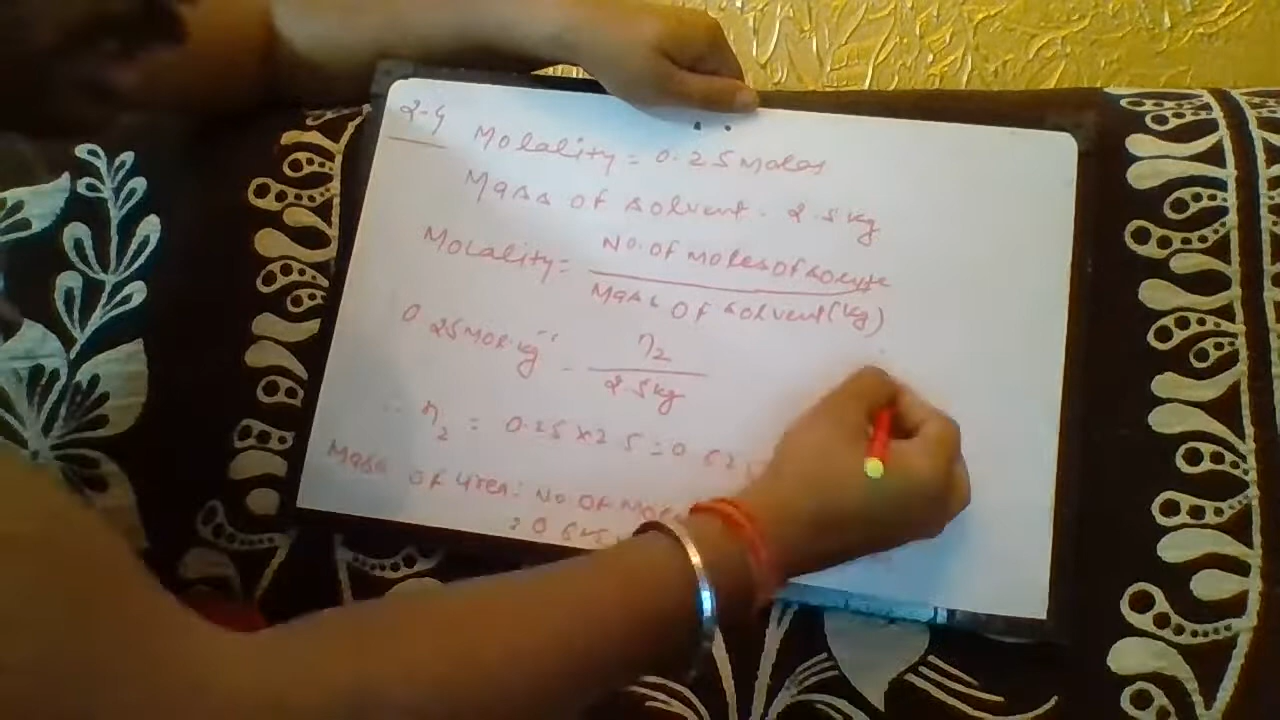 2-4
Molality = 0.25 Moles
Mass of solvent - 2.5 kg
Molality = No. of moles of solute
Mass of solvent (kg)
0.25 Mol kg⁻¹ - n₂
2.5 kg
∴ n₂ = 0.25 x 2.5 = 0.62
Mass of Urea: No of
= 0.625